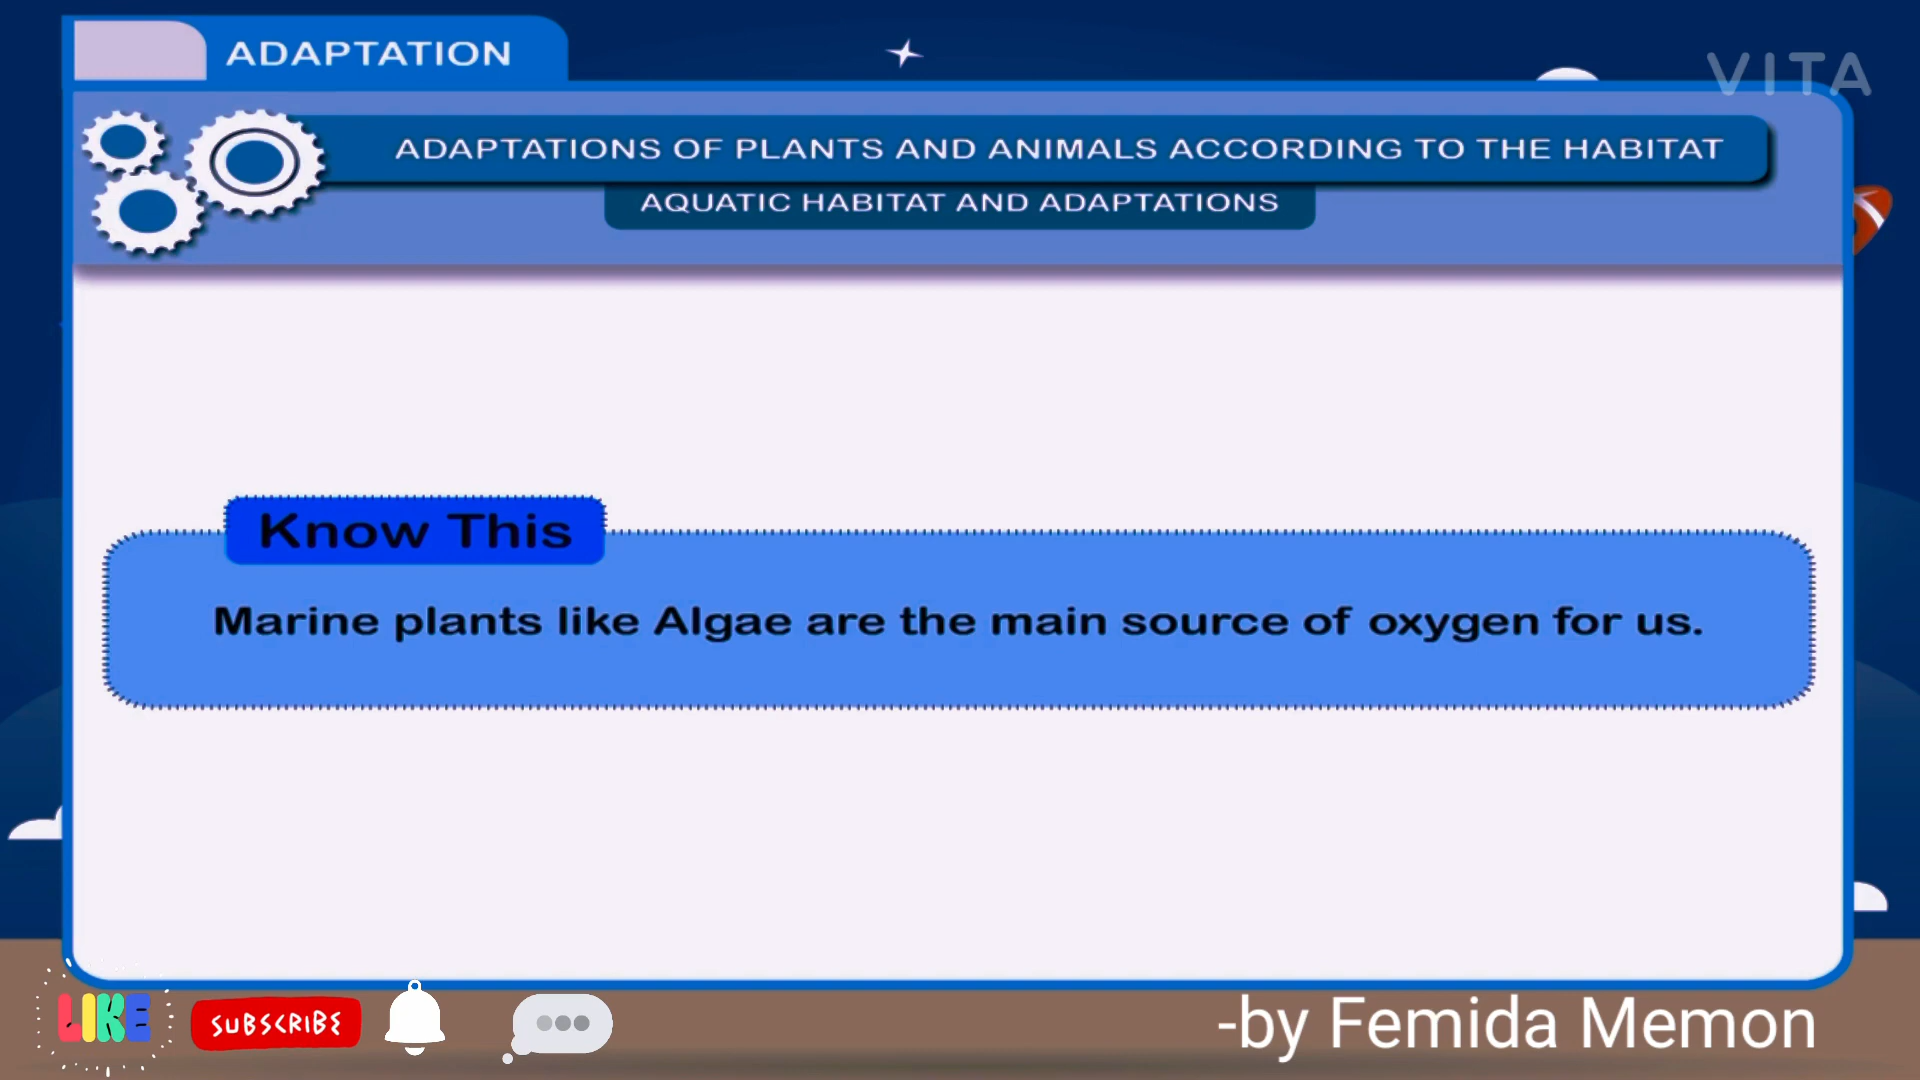 ADAPTATION
VITA
ADAPTATIONS OF PLANTS AND ANIMALS ACCORDING TO THE HABITAT
AQUATIC HABITAT AND ADAPTATIONS
Know This
Marine plants like Algae are the main source of oxygen for us.
LIKE
SUBSCRIBE
-by Femida Memon